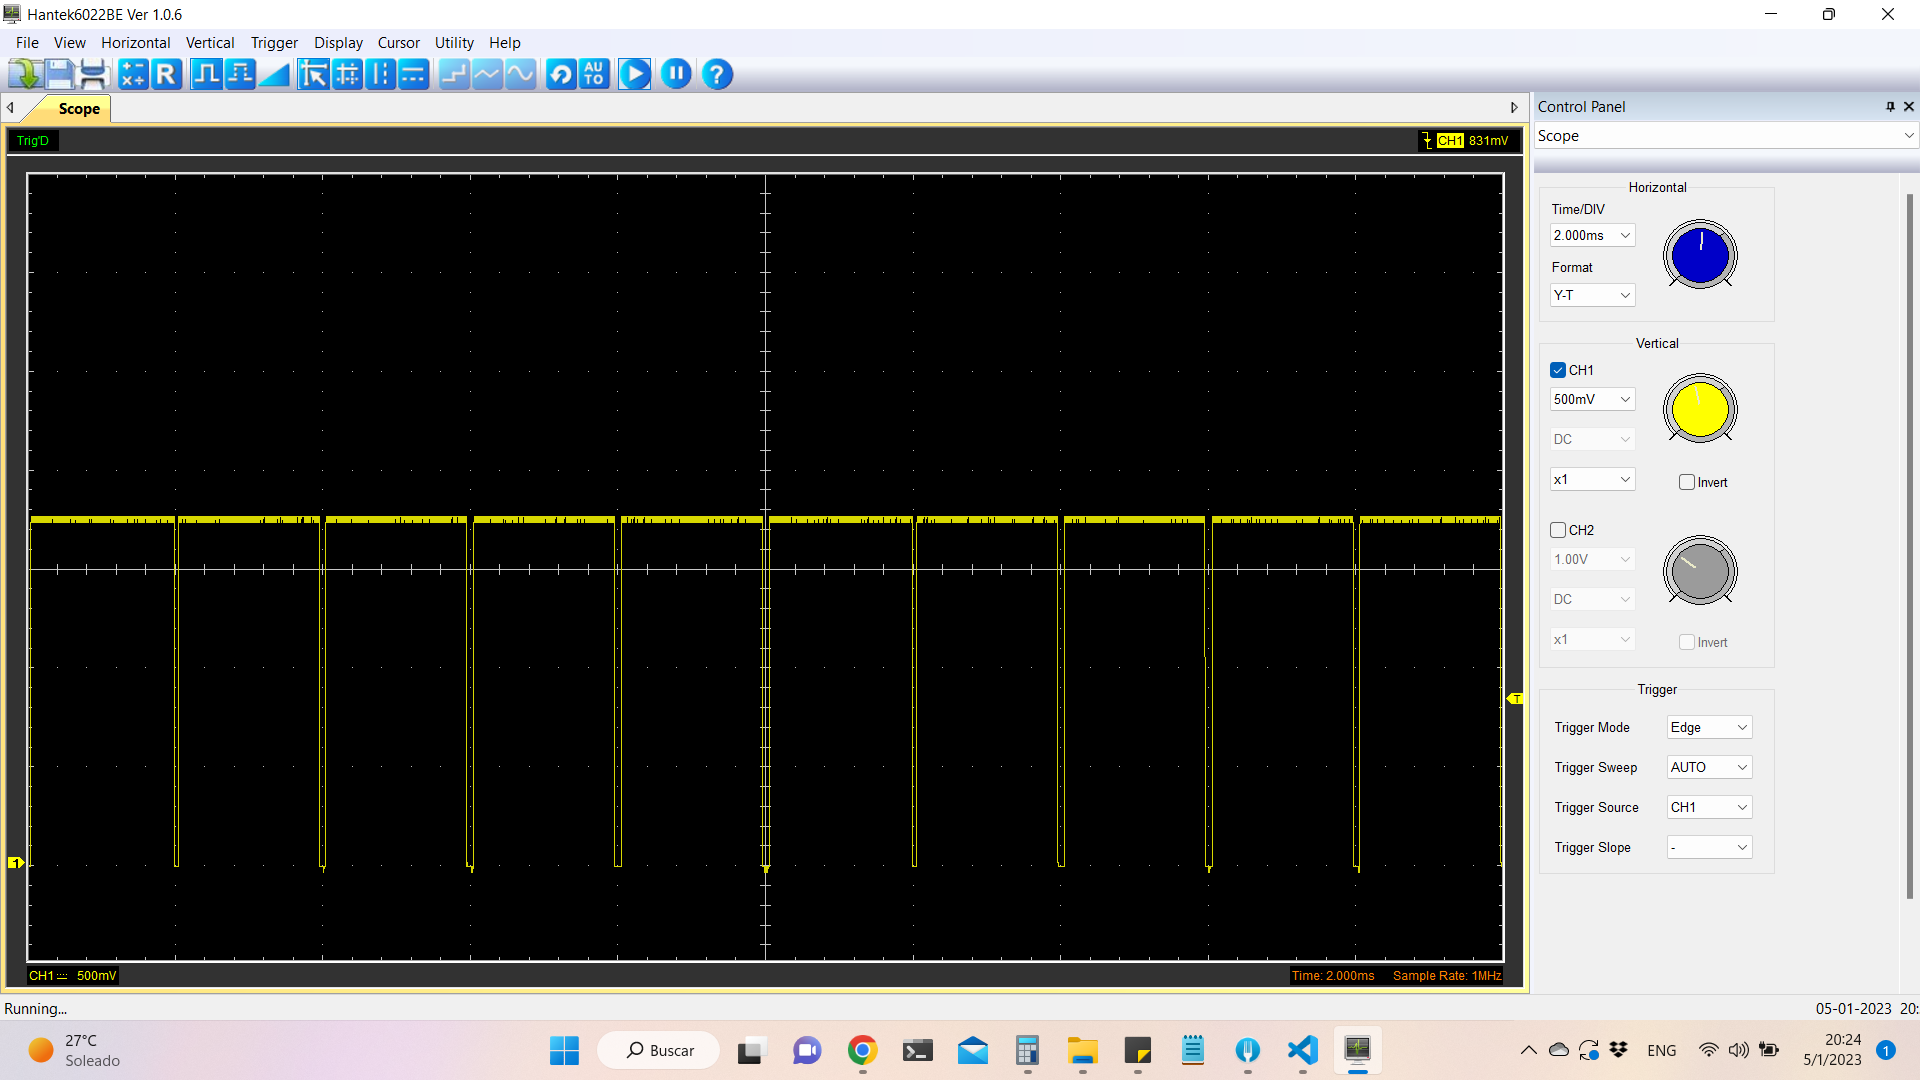 Hantek6022BE Ver 1.0.6
File View Horizontal Vertical Trigger Display Cursor Utility Help
R AU TO ?
Scope
Trig'D
CH1 831mV
1
T
CH1 500mV
Time: 2.000ms Sample Rate: 1MHz
Control Panel
Scope
Horizontal
Time/DIV
2.000ms
Format
Y-T
Vertical
CH1
500mV
DC
x1
Invert
CH2
1.00V
DC
x1
Invert
Trigger
Trigger Mode Edge
Trigger Sweep AUTO
Trigger Source CH1
Trigger Slope -
Running...
05-01-2023 20:
27°C
Soleado
Buscar
ENG
20:24
5/1/2023
1